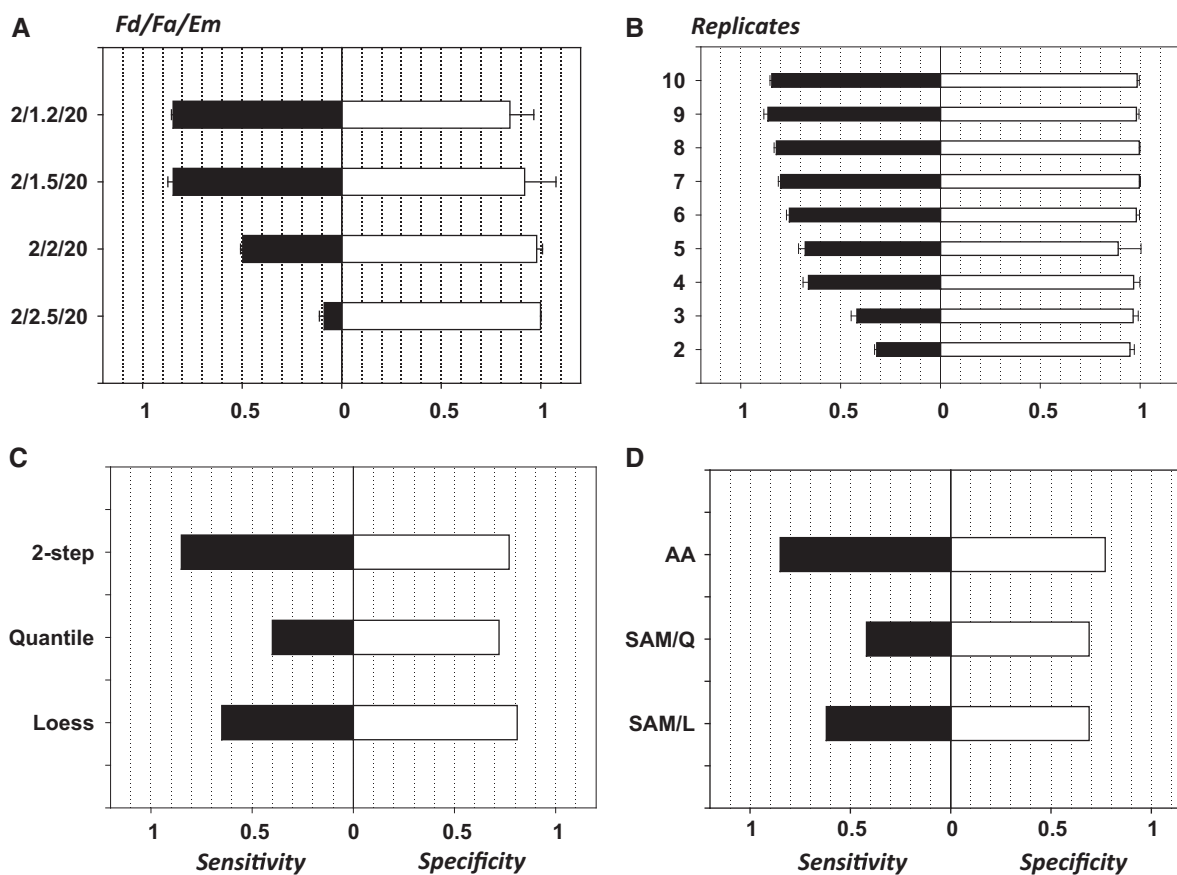 A
Fd/Fa/Em
2/1.2/20
2/1.5/20
2/2/20
2/2.5/20
1 0.5 0 0.5 1
B
Replicates
10
9
8
7
6
5
4
3
2
1 0.5 0 0.5 1
C
2-step
Quantile
Loess
1 0.5 0 0.5 1
Sensitivity Specificity
D
AA
SAM/Q
SAM/L
1 0.5 0 0.5 1
Sensitivity Specificity